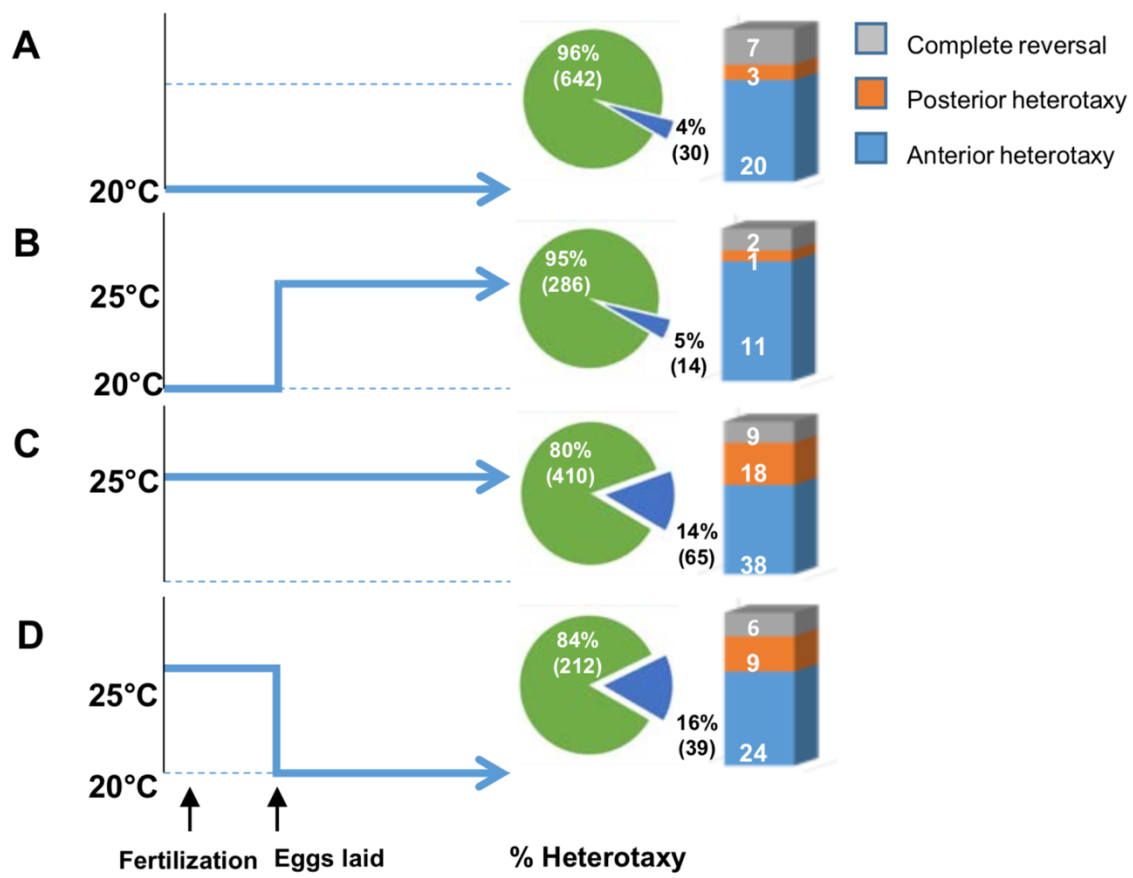 A
96%
(642)
4%
(30)
7
3
20
Complete reversal
Posterior heterotaxy
Anterior heterotaxy
20°C
B
25°C
20°C
95%
(286)
5%
(14)
2
1
11
C
25°C
80%
(410)
14%
(65)
9
18
38
D
25°C
20°C
84%
(212)
16%
(39)
6
9
24
Fertilization
Eggs laid
% Heterotaxy